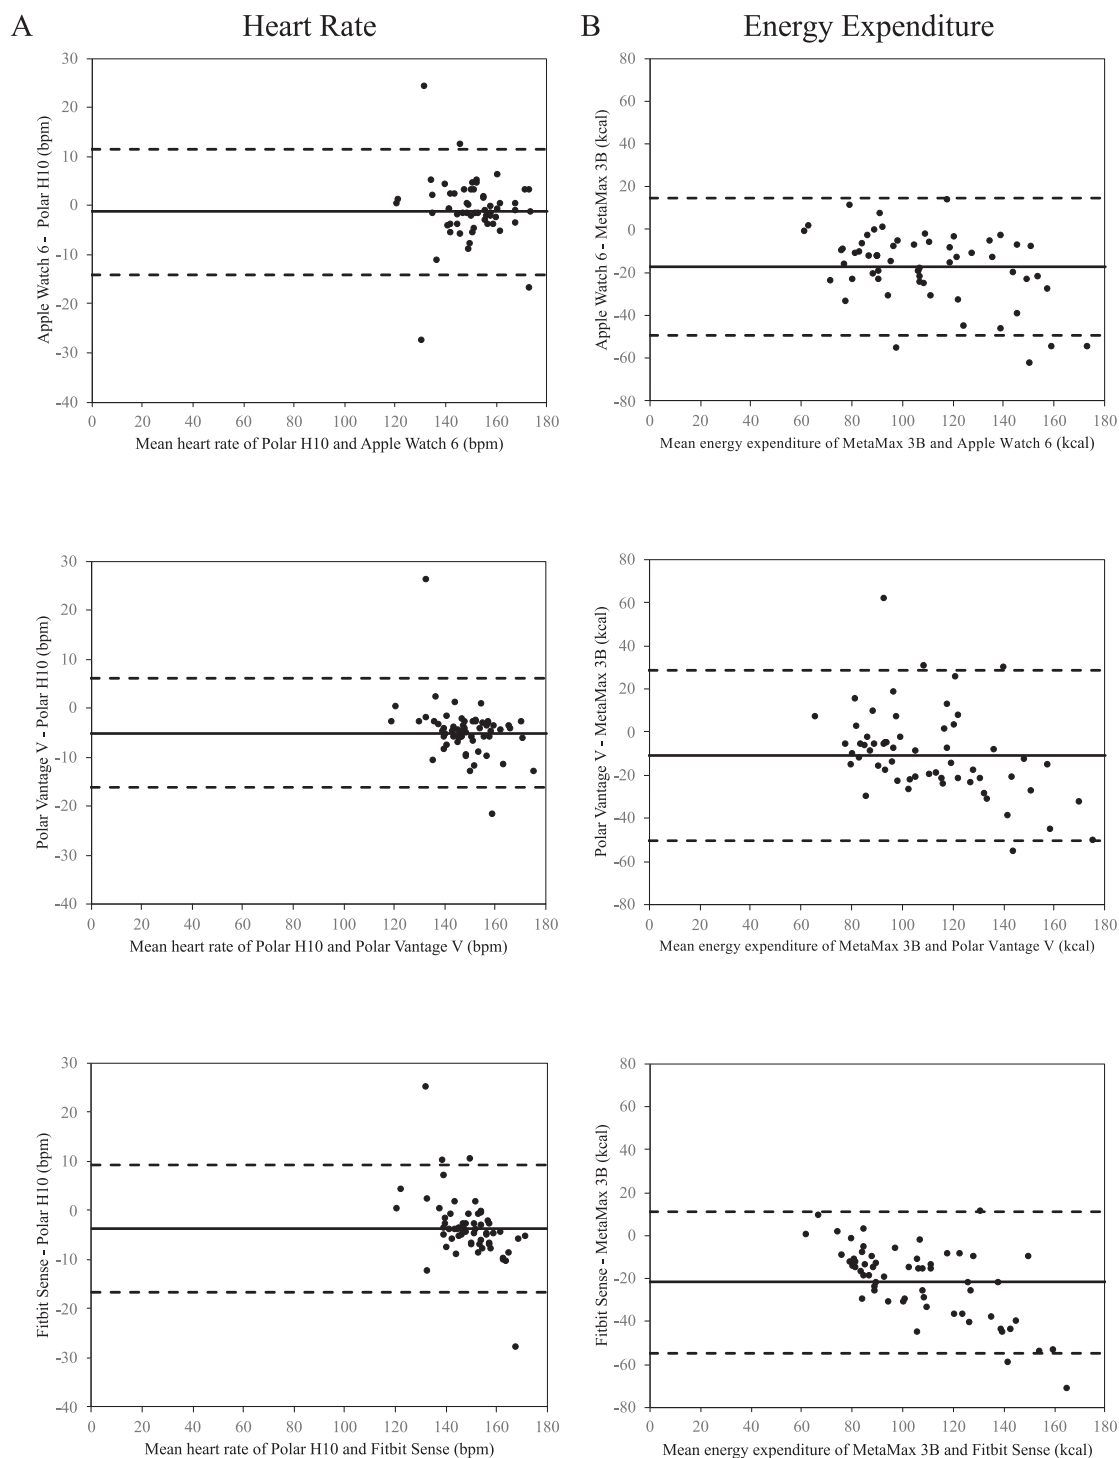 A Heart Rate B Energy Expenditure
Apple Watch 6 - Polar H10 (bpm)
30
20
10
0
-10
-20
-30
-40
0 20 40 60 80 100 120 140 160 180
Mean heart rate of Polar H10 and Apple Watch 6 (bpm)
Apple Watch 6 - MetaMax 3B (kcal)
80
60
40
20
0
-20
-40
-60
-80
0 20 40 60 80 100 120 140 160 180
Mean energy expenditure of MetaMax 3B and Apple Watch 6 (kcal)
Polar Vantage V - Polar H10 (bpm)
30
20
10
0
-10
-20
-30
-40
0 20 40 60 80 100 120 140 160 180
Mean heart rate of Polar H10 and Polar Vantage V (bpm)
Polar Vantage V - MetaMax 3B (kcal)
80
60
40
20
0
-20
-40
-60
-80
0 20 40 60 80 100 120 140 160 180
Mean energy expenditure of MetaMax 3B and Polar Vantage V (kcal)
Fitbit Sense - Polar H10 (bpm)
30
20
10
0
-10
-20
-30
-40
0 20 40 60 80 100 120 140 160 180
Mean heart rate of Polar H10 and Fitbit Sense (bpm)
Fitbit Sense - MetaMax 3B (kcal)
80
60
40
20
0
-20
-40
-60
-80
0 20 40 60 80 100 120 140 160 180
Mean energy expenditure of MetaMax 3B and Fitbit Sense (kcal)